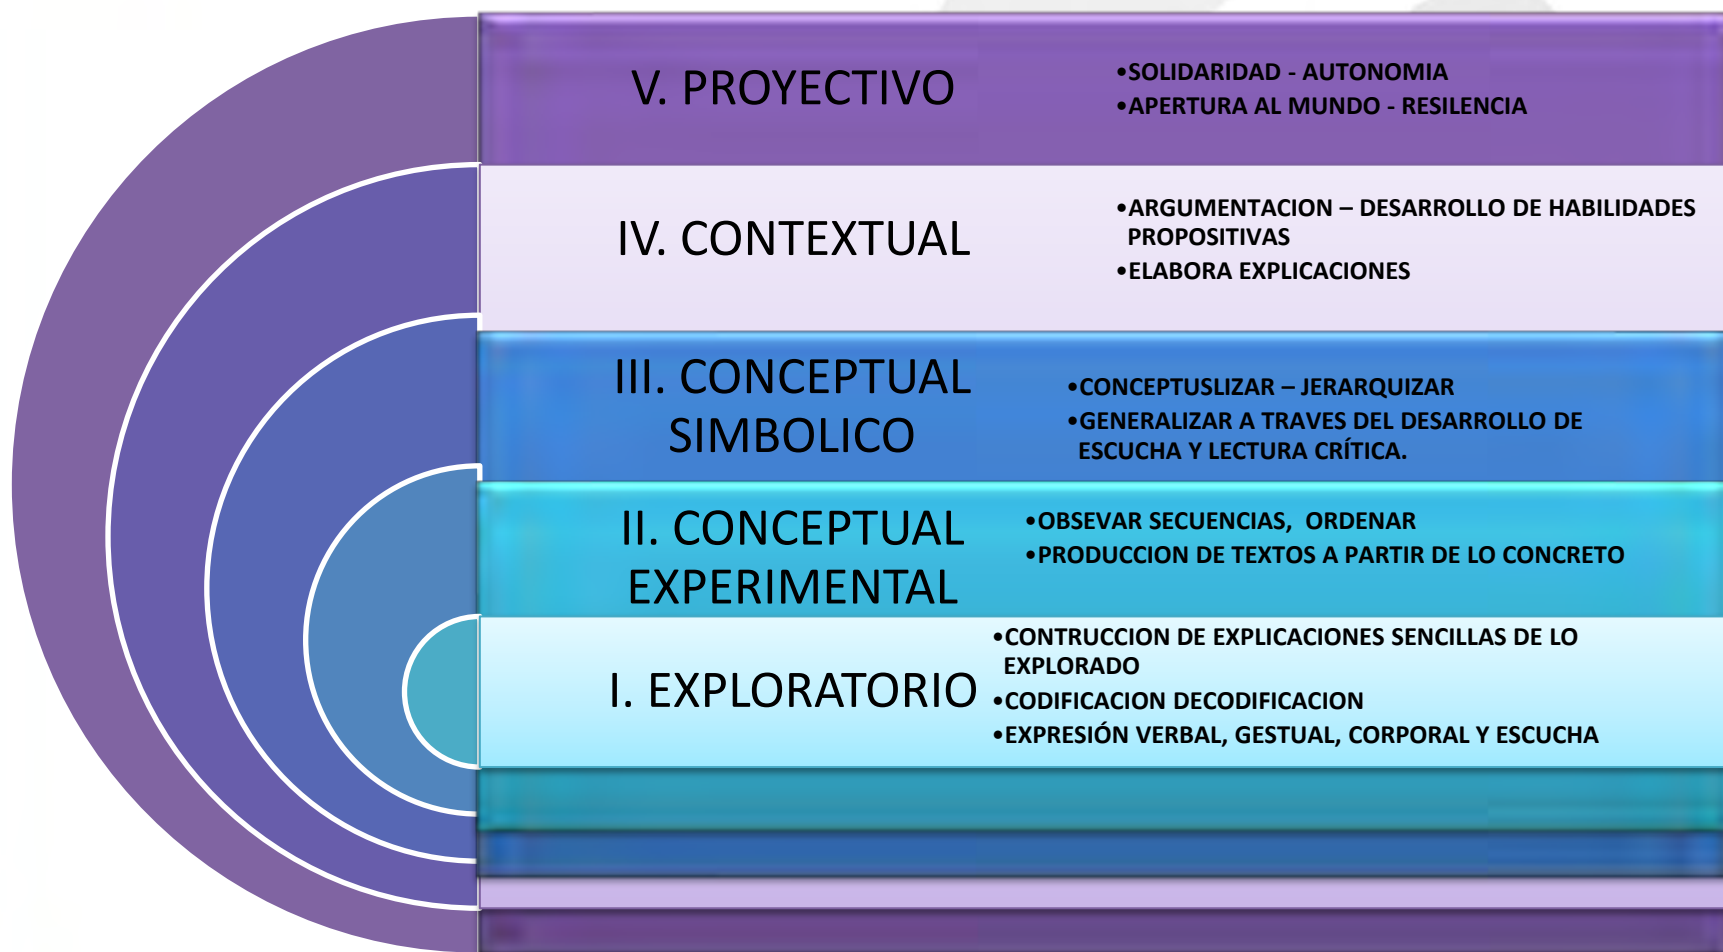 V. PROYECTIVO
•SOLIDARIDAD - AUTONOMIA
•APERTURA AL MUNDO - RESILENCIA
IV. CONTEXTUAL
•ARGUMENTACION – DESARROLLO DE HABILIDADES
PROPOSITIVAS
•ELABORA EXPLICACIONES
III. CONCEPTUAL
SIMBOLICO
•CONCEPTUSLIZAR – JERARQUIZAR
•GENERALIZAR A TRAVES DEL DESARROLLO DE
ESCUCHA Y LECTURA CRÍTICA.
II. CONCEPTUAL
EXPERIMENTAL
•OBSEVAR SECUENCIAS, ORDENAR
•PRODUCCION DE TEXTOS A PARTIR DE LO CONCRETO
I. EXPLORATORIO
•CONTRUCCION DE EXPLICACIONES SENCILLAS DE LO
EXPLORADO
•CODIFICACION DECODIFICACION
•EXPRESIÓN VERBAL, GESTUAL, CORPORAL Y ESCUCHA